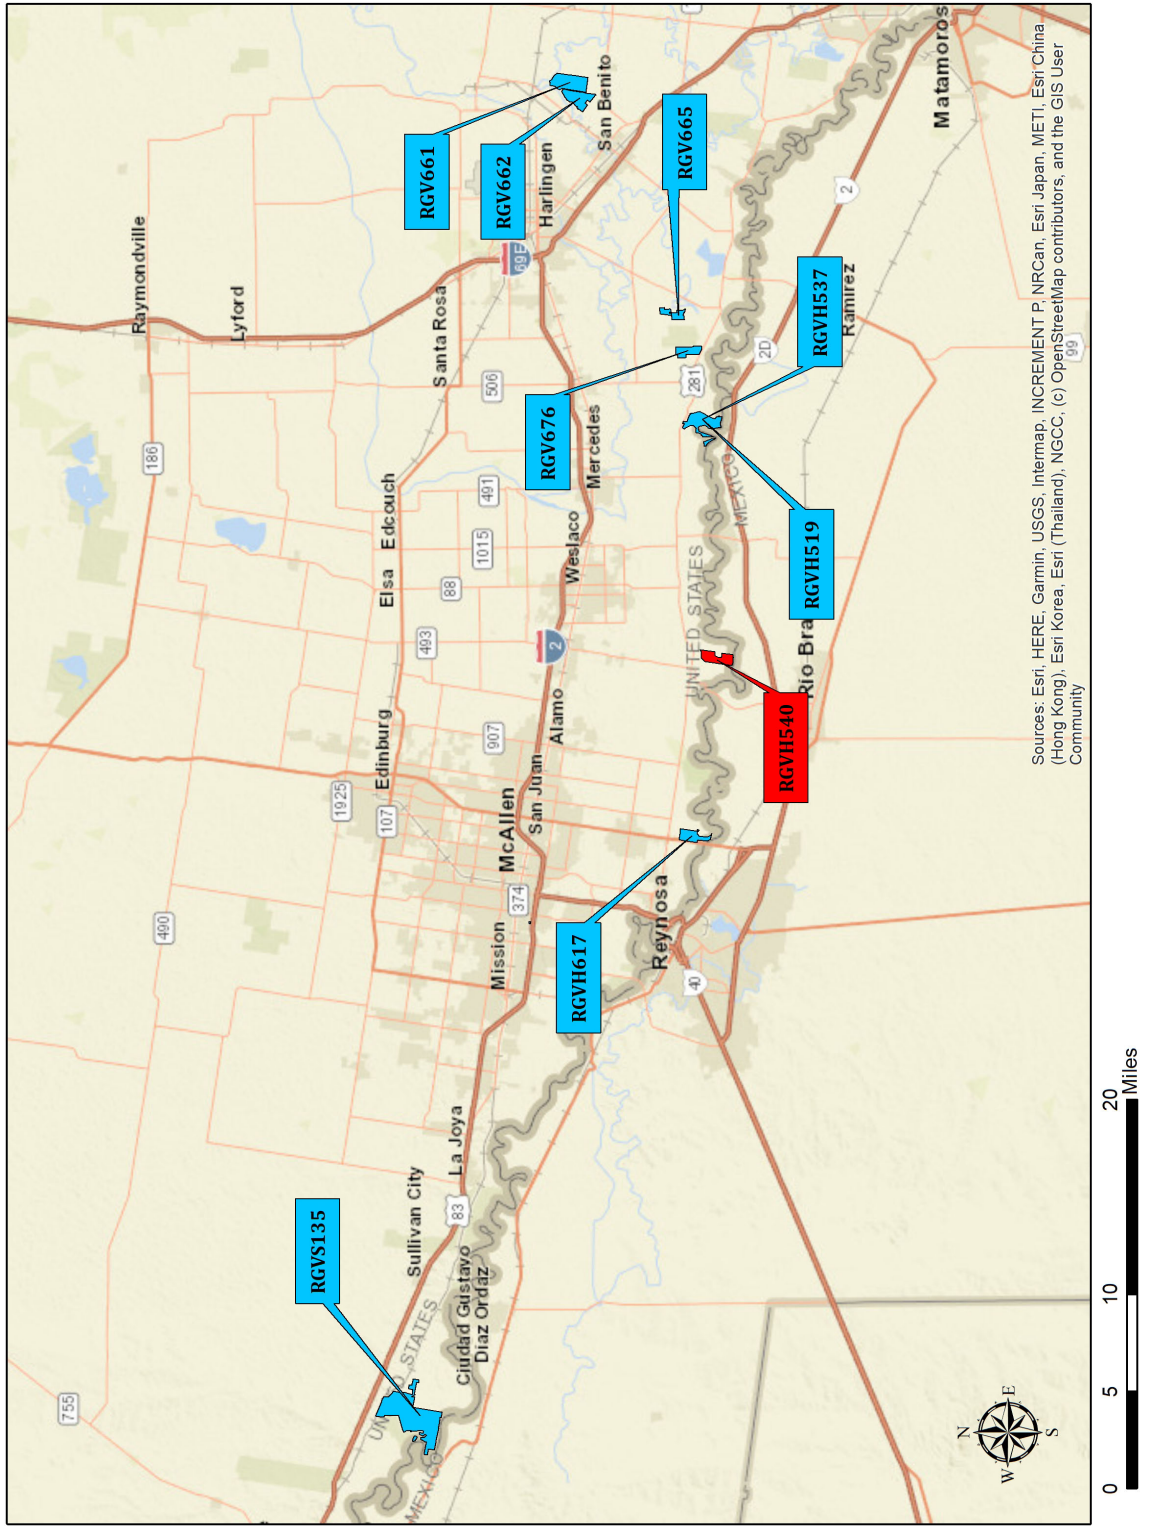 Raymondville
Lyford
Santa Rosa
186
506
69E
RGV661
RGV662
Harlingen
San Benito
RGV665
Matamoros
2
Ramirez
RGVH537
2D
281
RGV676
Mercedes
99
Edcouch
Elsa
491
1015
88
493
Weslaco
2
UNITED STATES
MEXICO
RGVH519
Rio Bra
RGVH540
Alamo
907
Edinburg
1925
107
San Juan
McAllen
374
490
Mission
RGVH617
Reynosa
40
La Joya
Sullivan City
83
Ciudad Gustavo
Diaz Ordaz
RGVS135
STATES
MEXICO
755
N
E
S
W
0 5 10 20
Miles
Sources: Esri, HERE, Garmin, USGS, Intermap, INCREMENT P, NRCan, Esri Japan, METI, Esri China
(Hong Kong), Esri Korea, Esri (Thailand), NGCC, (c) OpenStreetMap contributors, and the GIS User
Community